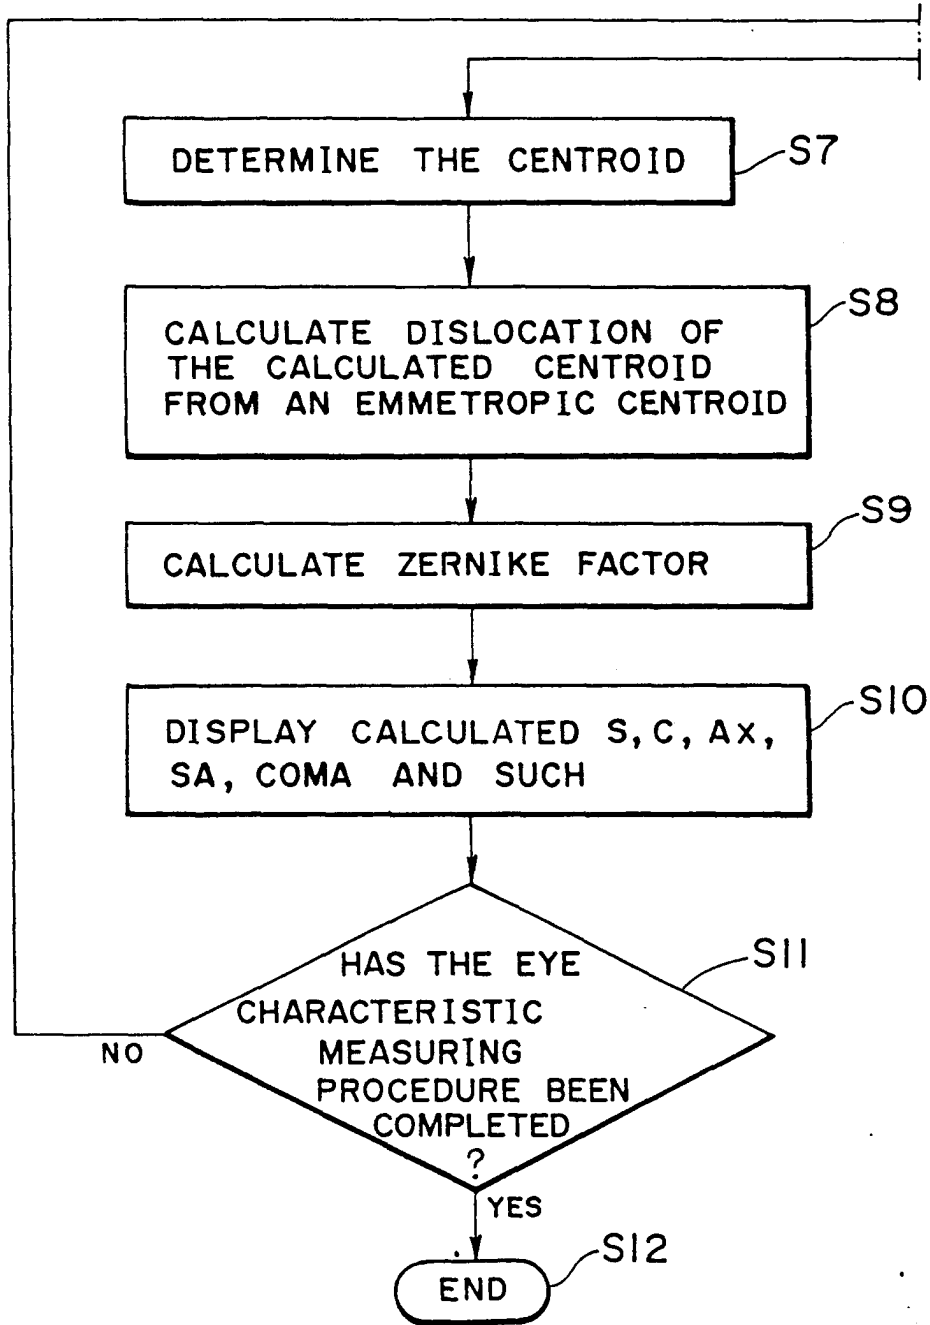 DETERMINE THE CENTROID
S7
CALCULATE DISLOCATION OF
THE CALCULATED CENTROID
FROM AN EMMETROPIC CENTROID
S8
CALCULATE ZERNIKE FACTOR
S9
DISPLAY CALCULATED S, C, Ax,
SA, COMA AND SUCH
S10
HAS THE EYE
CHARACTERISTIC
MEASURING
PROCEDURE BEEN
COMPLETED
?
S11
NO
YES
END
S12